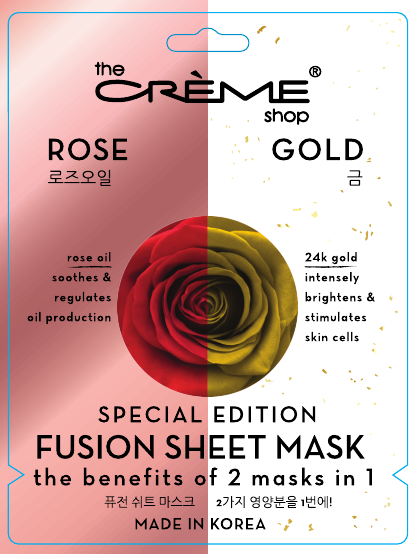 the
CRÈME®
shop
ROSE
로즈오일
GOLD
금
rose oil
soothes &
regulates
oil production
24k gold
intensely
brightens &
stimulates
skin cells
SPECIAL EDITION
FUSION SHEET MASK
the benefits of 2 masks in 1
퓨전 쉬트 마스크 2가지 영양분을 1번에!
MADE IN KOREA